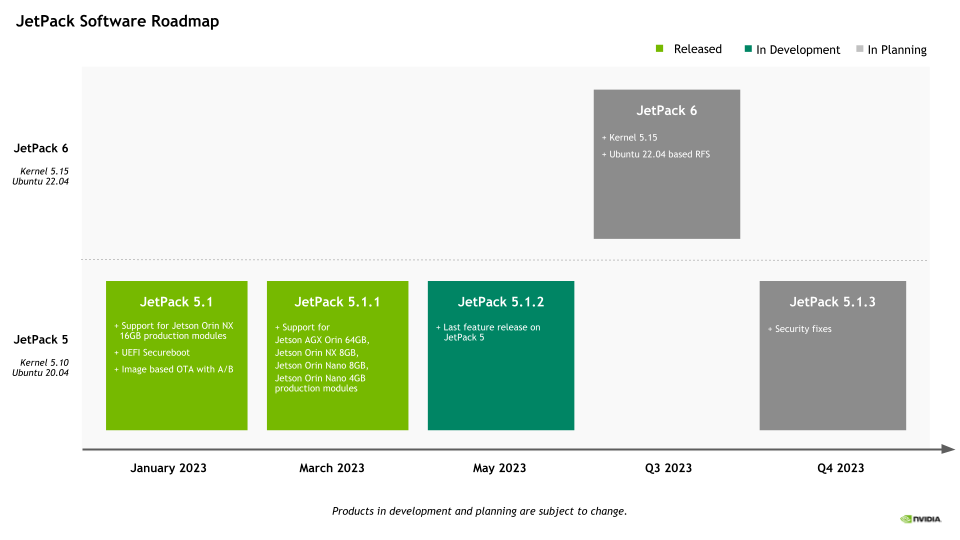 JetPack Software Roadmap
Released
In Development
In Planning
JetPack 6
Kernel 5.15
Ubuntu 22.04
JetPack 6
+ Kernel 5.15
+ Ubuntu 22.04 based RFS
JetPack 5
Kernel 5.10
Ubuntu 20.04
JetPack 5.1
+ Support for Jetson Orin NX
16GB production modules
+ UEFI Secureboot
+ Image based OTA with A/B
JetPack 5.1.1
+ Support for
Jetson AGX Orin 64GB,
Jetson Orin NX 8GB,
Jetson Orin Nano 8GB,
Jetson Orin Nano 4GB
production modules
JetPack 5.1.2
+ Last feature release on
JetPack 5
JetPack 5.1.3
+ Security fixes
January 2023
March 2023
May 2023
Q3 2023
Q4 2023
Products in development and planning are subject to change.
NVIDIA